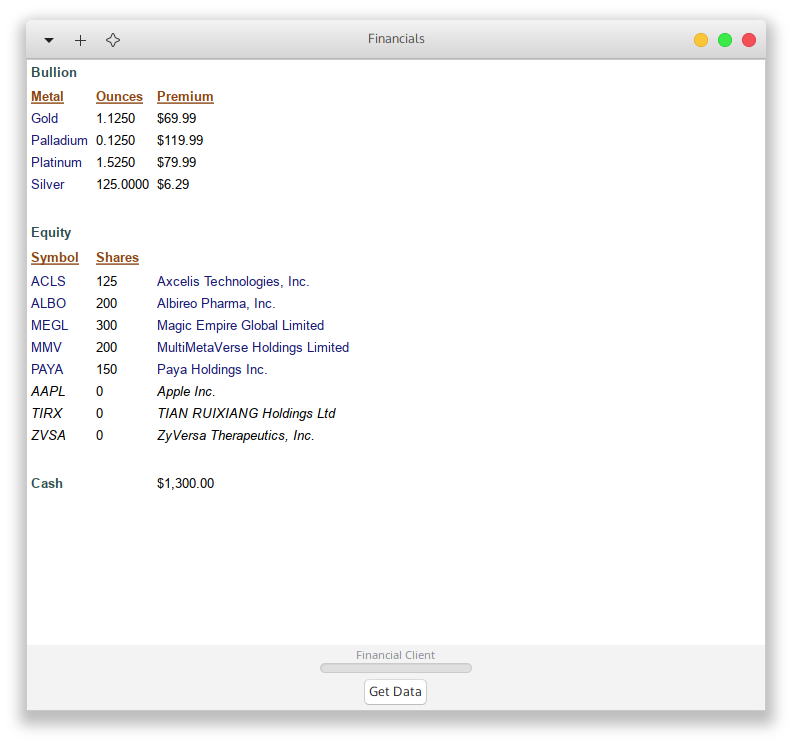 Financials
Bullion
Metal Ounces Premium
Gold 1.1250 $69.99
Palladium 0.1250 $119.99
Platinum 1.5250 $79.99
Silver 125.0000 $6.29
Equity
Symbol Shares
ACLS 125 Axcelis Technologies, Inc.
ALBO 200 Albireo Pharma, Inc.
MEGL 300 Magic Empire Global Limited
MMV 200 MultiMetaVerse Holdings Limited
PAYA 150 Paya Holdings Inc.
AAPL 0 Apple Inc.
TIRX 0 TIAN RUIXIANG Holdings Ltd
ZVSA 0 ZyVersa Therapeutics, Inc.
Cash $1,300.00
Financial Client
Get Data